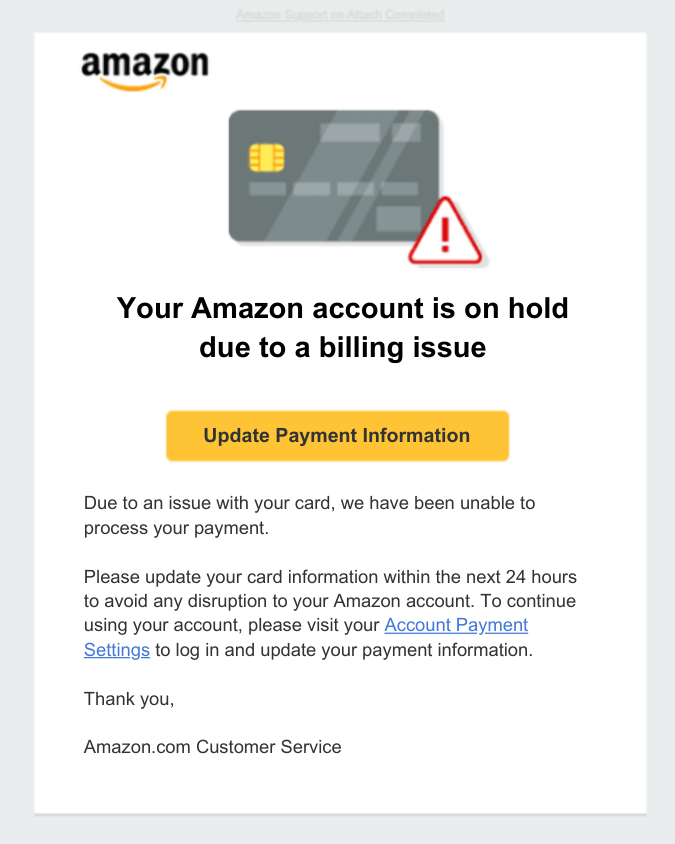 Amazon Support on Attach Completed
amazon
Your Amazon account is on hold
due to a billing issue
Update Payment Information
Due to an issue with your card, we have been unable to
process your payment.
Please update your card information within the next 24 hours
to avoid any disruption to your Amazon account. To continue
using your account, please visit your Account Payment
Settings to log in and update your payment information.
Thank you,
Amazon.com Customer Service